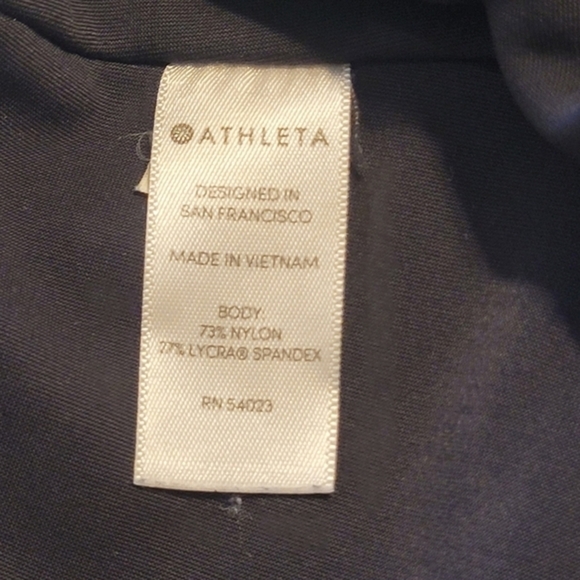 ATHLETA
DESIGNED IN
SAN FRANCISCO
MADE IN VIETNAM
BODY:
73% NYLON
27% LYCRA® SPANDEX
RN 54023